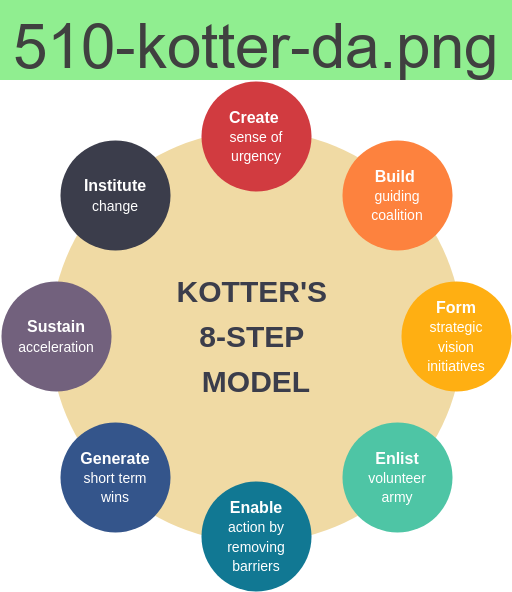 510-kotter-da.png
KOTTER'S
8-STEP
MODEL
Create
sense of
urgency
Build
guiding
coalition
Form
strategic
vision
initiatives
Enlist
volunteer
army
Enable
action by
removing
barriers
Generate
short term
wins
Sustain
acceleration
Institute
change